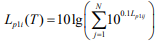 L_{p1i}(T) = 10lg(∑_{j=1}^{N} 10^{0.1L_{p1ij}})